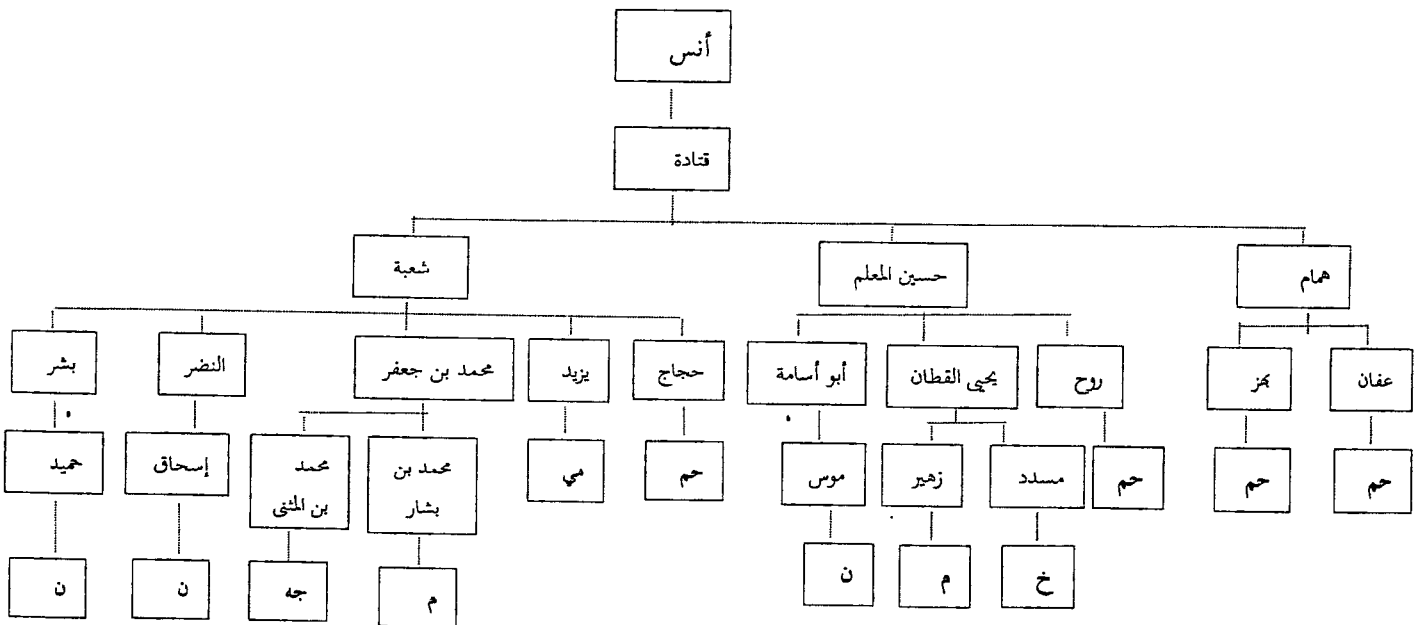 أنس
قتادة
همام
حسين المعلم
شعبة
عفان
بهز
روح
يحيى القطان
أبو أسامة
حجاج
يزيد
محمد بن جعفر
النضر
بشر
حم
حم
حم
مسدد
زهير
موس
حم
مي
محمد بن
بشار
محمد
بن المثنى
إسحاق
حميد
خ
م
ن
م
جه
ن
ن